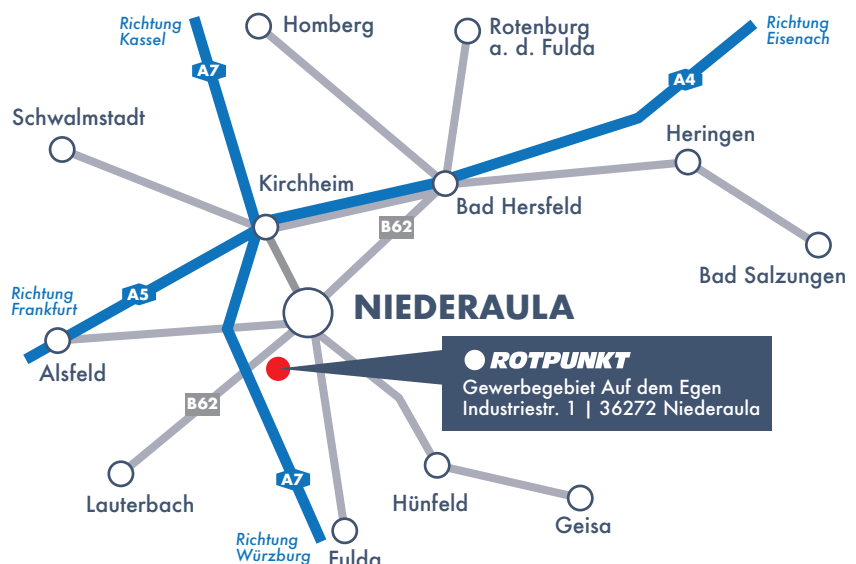 Richtung
Kassel
Homberg
Rotenburg
a. d. Fulda
Richtung
Eisenach
A7
A4
Schwalmstadt
Heringen
Kirchheim
Bad Hersfeld
B62
Bad Salzungen
Richtung
Frankfurt
A5
NIEDERAULA
Alsfeld
ROTPUNKT
Gewerbegebiet Auf dem Egen
Industriestr. 1 | 36272 Niederaula
B62
Lauterbach
A7
Hünfeld
Geisa
Richtung
Würzburg
Fulda